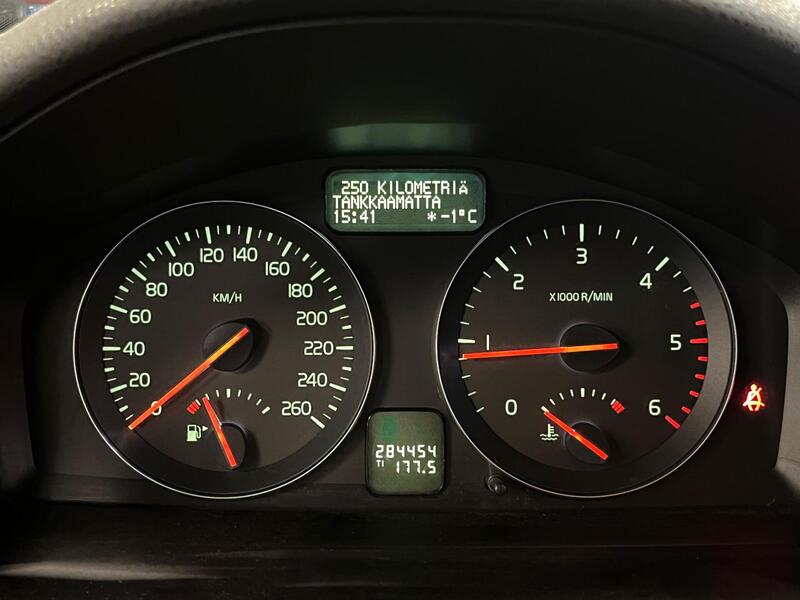 250 KILOMETRIÄ
TANKKAAMATTA
15:41 *-1°C
0 20 40 60 80 100 120 140 160 180 200 220 240 260
KM/H
0 1 2 3 4 5 6
X1000 R/MIN
284454
T1 177.5